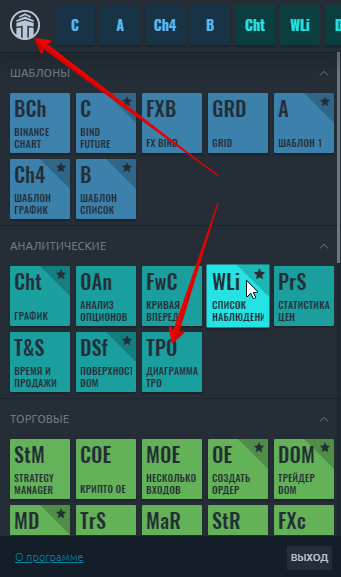 C A Ch4 B Cht WLi D
ШАБЛОНЫ
BCh C FXB GRD A
BINANCE CHART BIND FUTURE FX BIND GRID ШАБЛОН 1
Ch4 B
ШАБЛОН ГРАФИК ШАБЛОН СПИСОК
АНАЛИТИЧЕСКИЕ
Cht OAn FwC WLi PrS
ГРАФИК АНАЛИЗ ОПЦИОНОВ КРИВАЯ ВПЕРЕД СПИСОК НАБЛЮДЕНИ СТАТИСТИКА ЦЕН
T&S DSf TPO
ВРЕМЯ И ПРОДАЖИ ПОВЕРХНОСТ DOM ДИАГРАММА TPO
ТОРГОВЫЕ
StM COE MOE OE DOM
STRATEGY MANAGER КРИПТО OE НЕСКОЛЬКО ВХОДОВ СОЗДАТЬ ОРДЕР ТРЕЙДЕР DOM
MD TrS MaR StR FXc
О программе
ВЫХОД